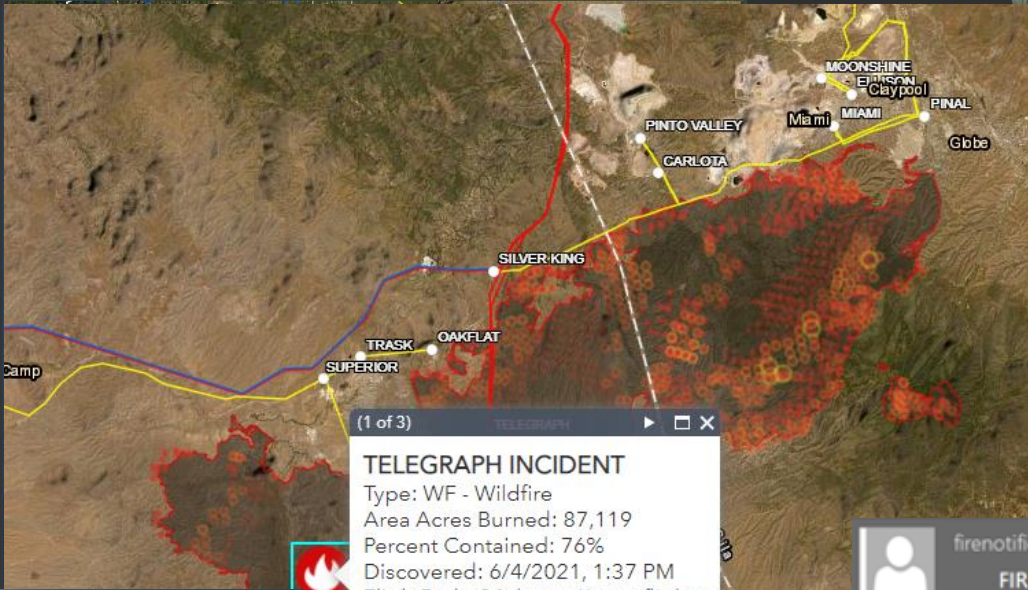 MOONSHINE
ELLISON
Claypool
PINAL
Miami
MIAMI
PINTO VALLEY
Globe
CARLOTA
SILVER KING
OAKFLAT
TRASK
SUPERIOR
Camp
(1 of 3)
TELEGRAPH
TELEGRAPH INCIDENT
Type: WF - Wildfire
Area Acres Burned: 87,119
Percent Contained: 76%
Discovered: 6/4/2021, 1:37 PM
firenotifi
FIR